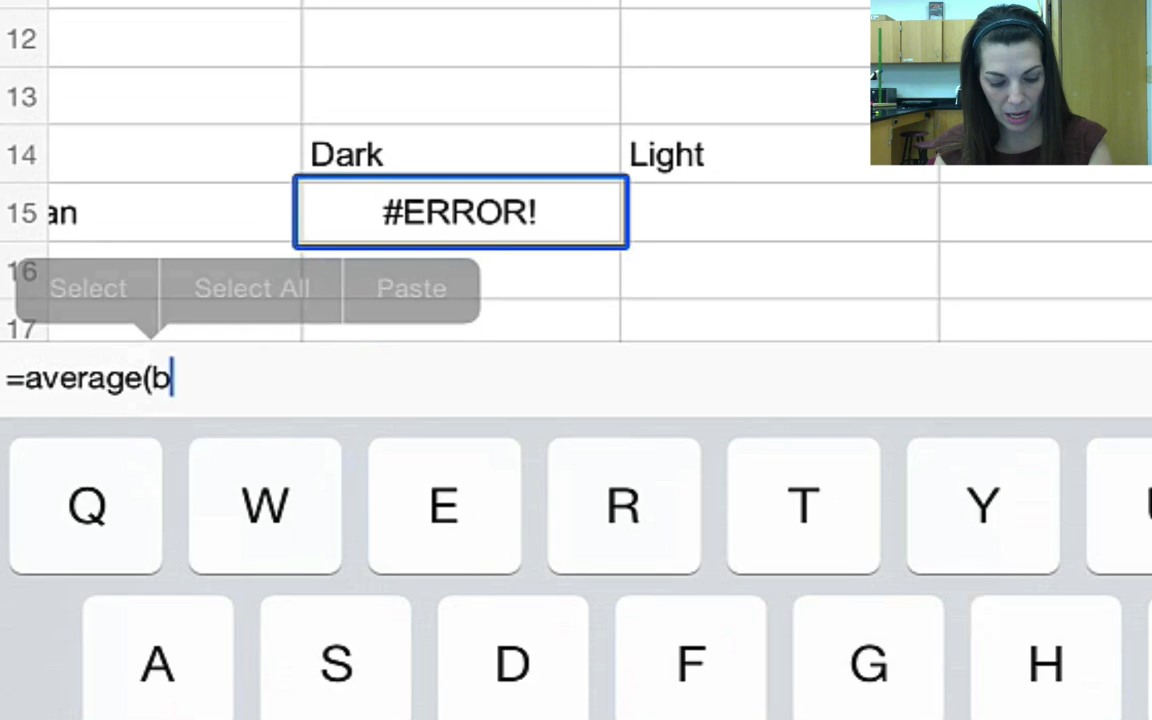 12
13
14 Dark Light
15 an #ERROR!
16
Select Select All Paste
17
=average(b
Q W E R T Y
A S D F G H